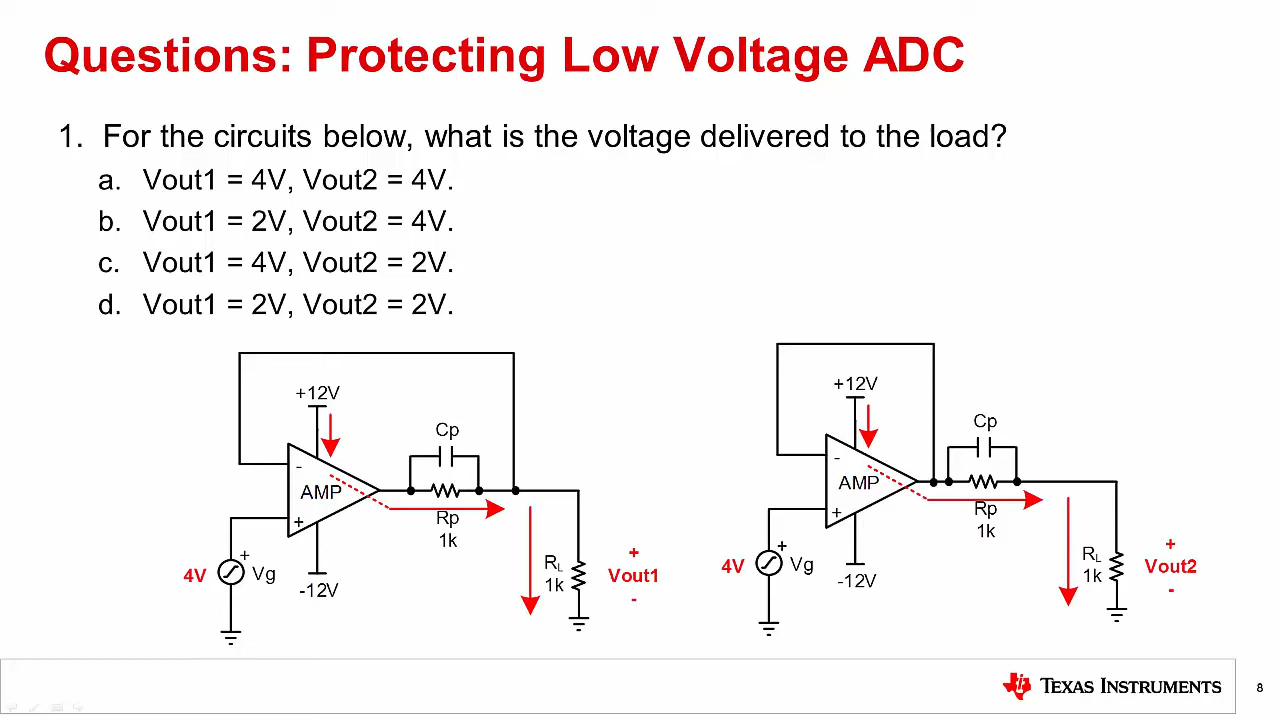 Questions: Protecting Low Voltage ADC
1. For the circuits below, what is the voltage delivered to the load?
a. Vout1 = 4V, Vout2 = 4V.
b. Vout1 = 2V, Vout2 = 4V.
c. Vout1 = 4V, Vout2 = 2V.
d. Vout1 = 2V, Vout2 = 2V.
+12V
Cp
-
AMP
+
Rp
1k
+
4V
Vg
-12V
RL
1k
+
Vout1
-
+12V
Cp
-
AMP
+
Rp
1k
+
4V
Vg
-12V
RL
1k
+
Vout2
-
TEXAS INSTRUMENTS
8